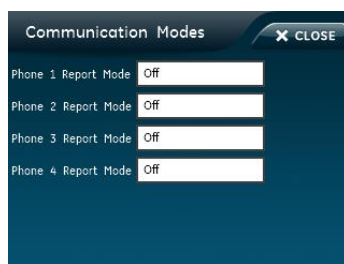 Communication Modes
X CLOSE
Phone 1 Report Mode Off
Phone 2 Report Mode Off
Phone 3 Report Mode Off
Phone 4 Report Mode Off